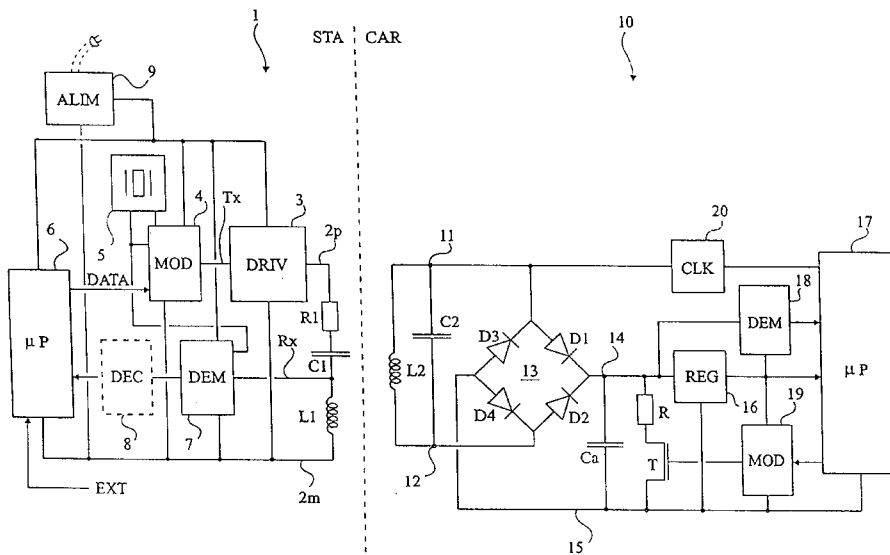 1
STA
CAR
10
9
ALIM
5
4
Tx
3
2p
6
MOD
DRIV
DATA
R1
µP
Rx
C1
DEC
DEM
L1
8
7
2m
EXT
11
20
17
CLK
18
C2
D3
D1
14
DEM
L2
13
REG
µP
D4
D2
R
16
19
12
Ca
T
MOD
15